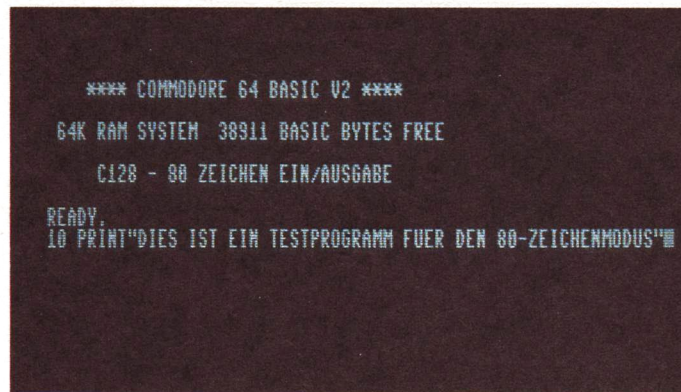 **** COMMODORE 64 BASIC V2 ****
64K RAM SYSTEM 38911 BASIC BYTES FREE
C128 - 80 ZEICHEN EIN/AUSGABE
READY.
10 PRINT"DIES IST EIN TESTPROGRAMM FUER DEN 80-ZEICHENMODUS"